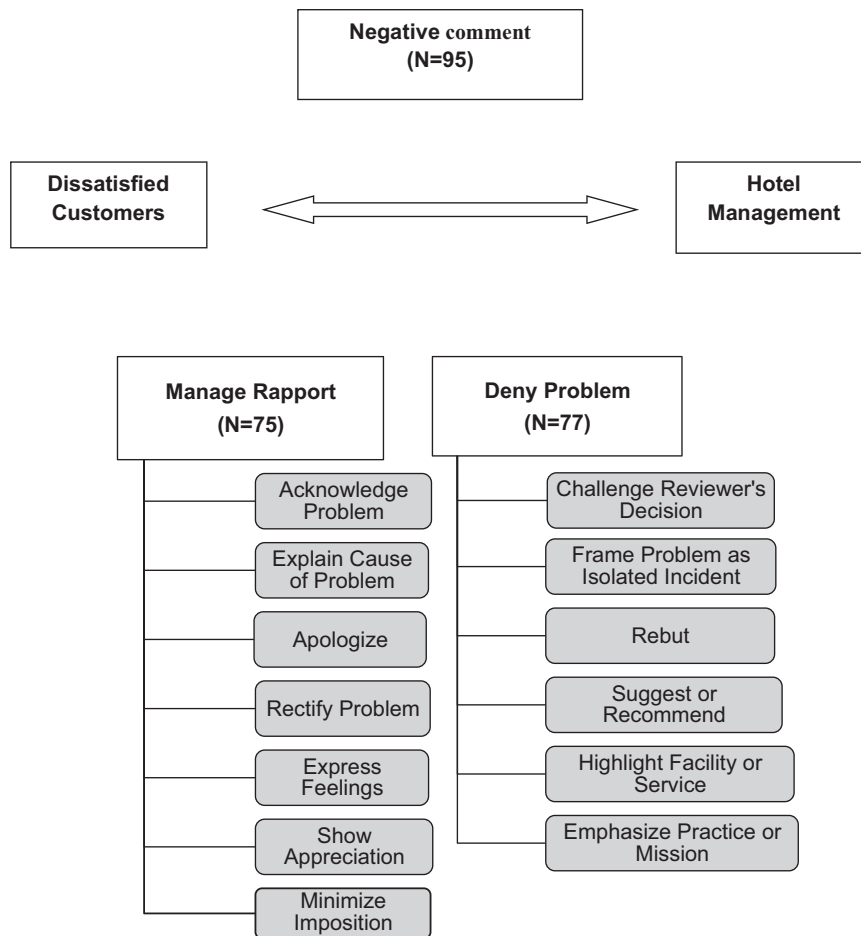 Negative comment
(N=95)
Dissatisfied
Customers
Hotel
Management
Manage Rapport
(N=75)
Acknowledge
Problem
Explain Cause
of Problem
Apologize
Rectify Problem
Express
Feelings
Show
Appreciation
Minimize
Imposition
Deny Problem
(N=77)
Challenge Reviewer's
Decision
Frame Problem as
Isolated Incident
Rebut
Suggest or
Recommend
Highlight Facility or
Service
Emphasize Practice or
Mission